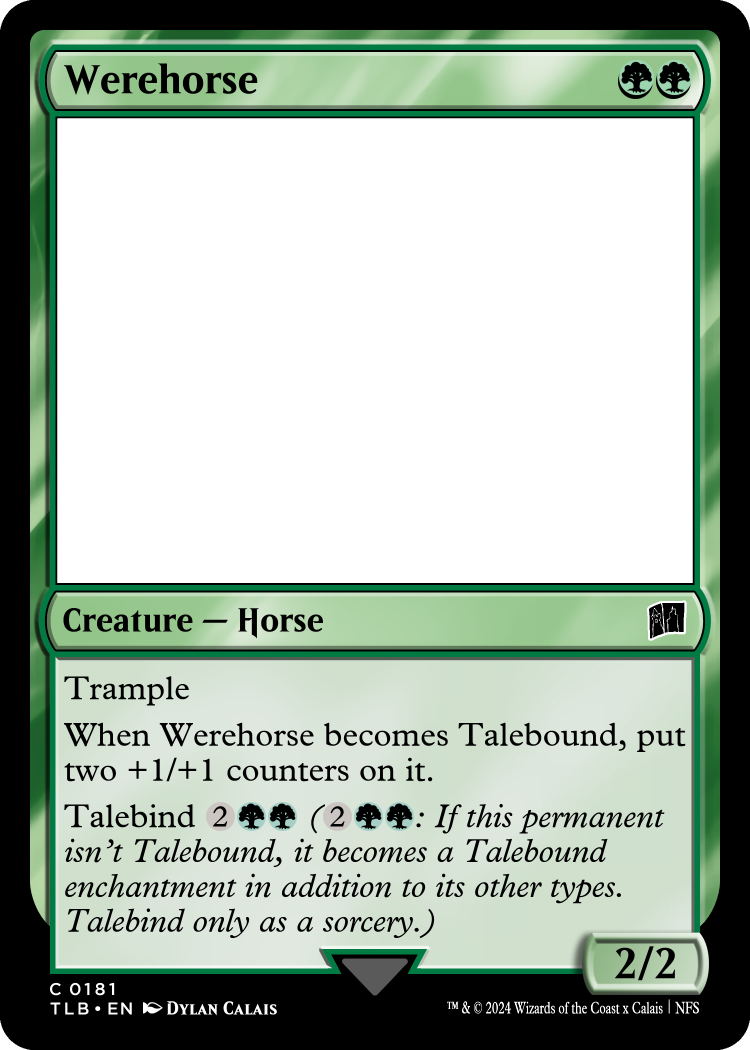 Werehorse
Creature — Horse
Trample
When Werehorse becomes Talebound, put
two +1/+1 counters on it.
Talebind 2 (2: If this permanent
isn't Talebound, it becomes a Talebound
enchantment in addition to its other types.
Talebind only as a sorcery.)
2/2
C 0181
TLB • EN DYLAN CALAIS
™ & © 2024 Wizards of the Coast x Calais | NFS